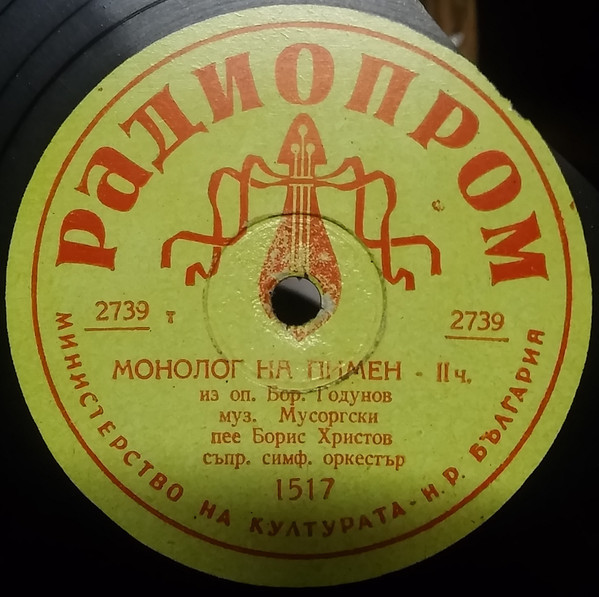 РАДИОПРОМ
2739 т
2739
МОНОЛОГ НА ПИМЕН - II ч.
из оп. Бор. Годунов
муз. Мусоргски
пее Борис Христов
съпр. симф. оркестър
1517
МИНИСТЕРСТВО НА КУЛТУРАТА - Н.Р. БЪЛГАРИЯ